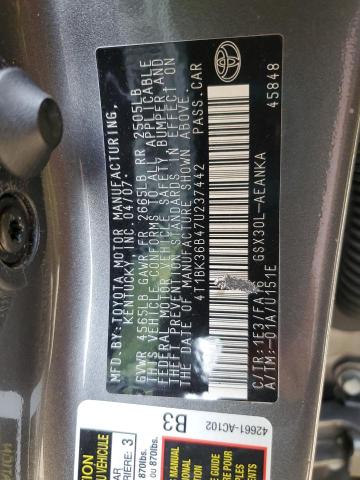 MFD.BY:TOYOTA MOTOR MANUFACTURING,
KENTUCKY, INC. 04/07
GVWR 4565LB GAWR FR 2665LB RR 2505LB
THIS VEHICLE CONFORMS TO ALL APPLICABLE
FEDERAL MOTOR VEHICLE SAFETY, BUMPER, AND
THEFT PREVENTION STANDARDS IN EFFECT ON
THE DATE OF MANUFACTURE SHOWN ABOVE.
4T1BK36B47U237442 PASS.CAR
C/TR:1E3/FA16 GSX30L-AEANKA
A/TM:-01A/U151E 45848
42661-AC102
B3